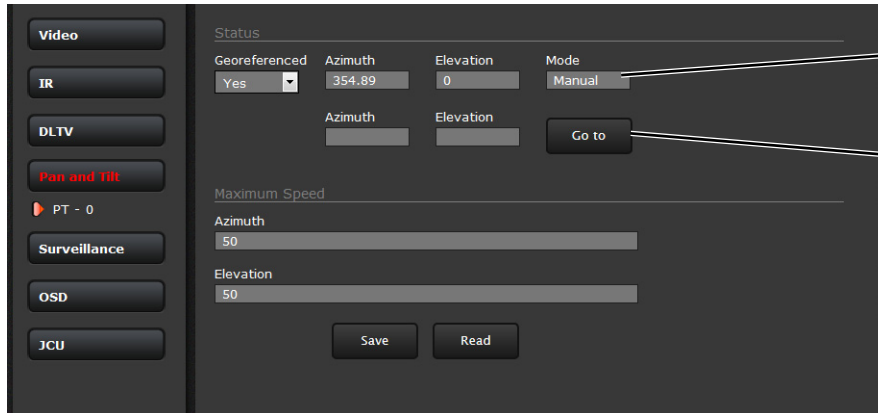 Video
IR
DLTV
Pan and Tilt
PT - 0
Surveillance
OSD
JCU
Status
Georeferenced Azimuth Elevation Mode
Yes 354.89 0 Manual
Azimuth Elevation
Go to
Maximum Speed
Azimuth
50
Elevation
50
Save Read